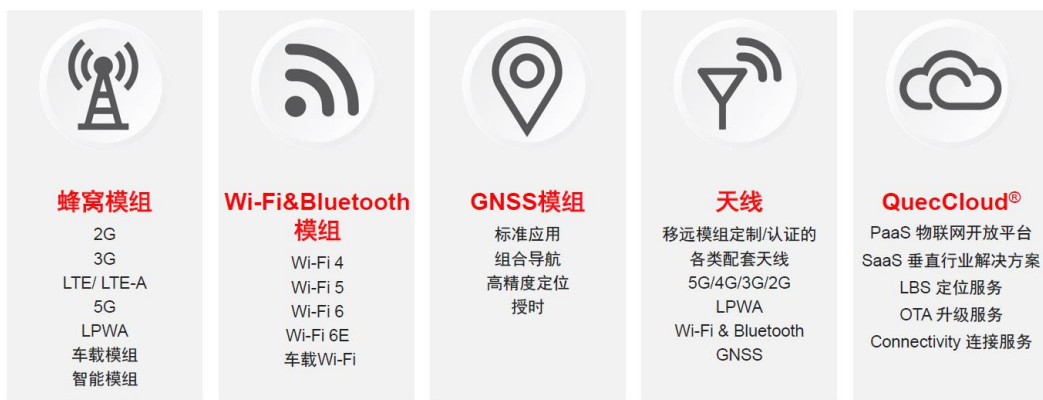 蜂窝模组
2G
3G
LTE/ LTE-A
5G
LPWA
车载模组
智能模组
Wi-Fi&Bluetooth
模组
Wi-Fi 4
Wi-Fi 5
Wi-Fi 6
Wi-Fi 6E
车载Wi-Fi
GNSS模组
标准应用
组合导航
高精度定位
授时
天线
移远模组定制/认证的
各类配套天线
5G/4G/3G/2G
LPWA
Wi-Fi & Bluetooth
GNSS
QuecCloud®
PaaS 物联网开放平台
SaaS 垂直行业解决方案
LBS 定位服务
OTA 升级服务
Connectivity 连接服务